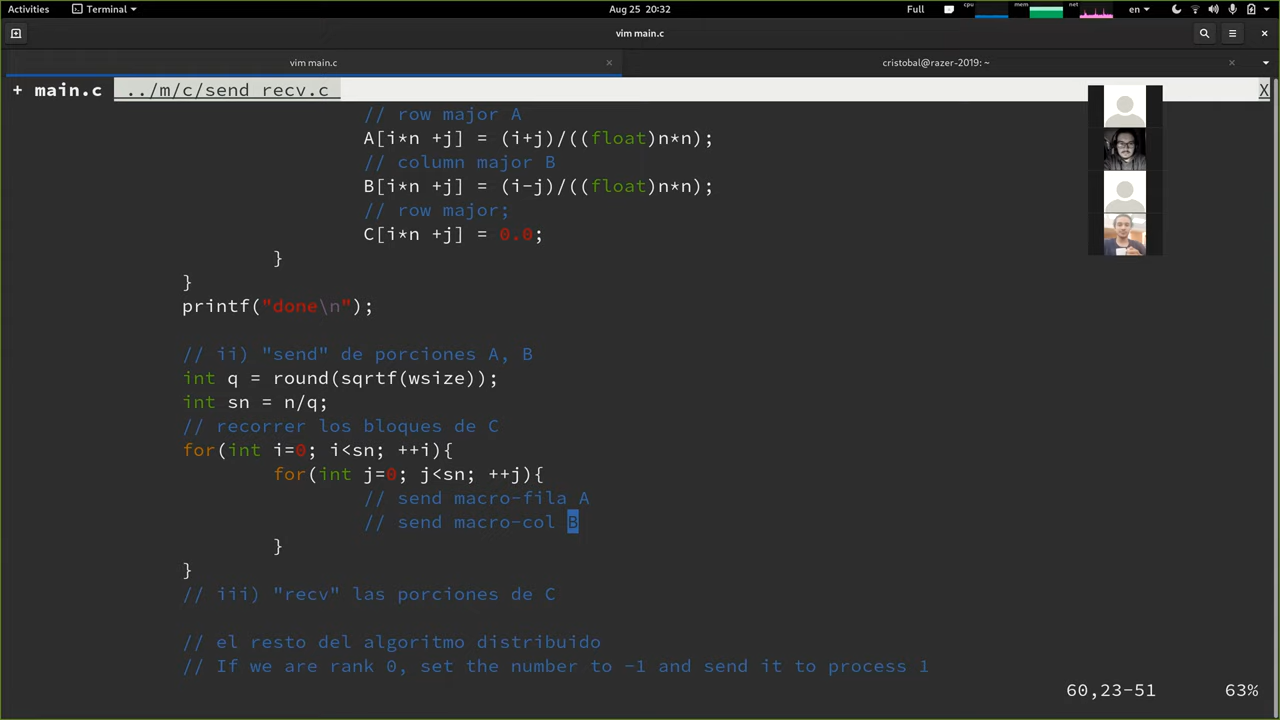 Activities Terminal Aug 25 20:32 Full cpu mem net en
vim main.c
vim main.c cristobal@razer-2019: ~
+ main.c ../m/c/send_recv.c X
// row major A
A[i*n +j] = (i+j)/((float)n*n);
// column major B
B[i*n +j] = (i-j)/((float)n*n);
// row major;
C[i*n +j] = 0.0;
}
}
printf("done\n");
// ii) "send" de porciones A, B
int q = round(sqrtf(wsize));
int sn = n/q;
// recorrer los bloques de C
for(int i=0; i<sn; ++i){
for(int j=0; j<sn; ++j){
// send macro-fila A
// send macro-col B
}
}
// iii) "recv" las porciones de C
// el resto del algoritmo distribuido
// If we are rank 0, set the number to -1 and send it to process 1
60,23-51 63%